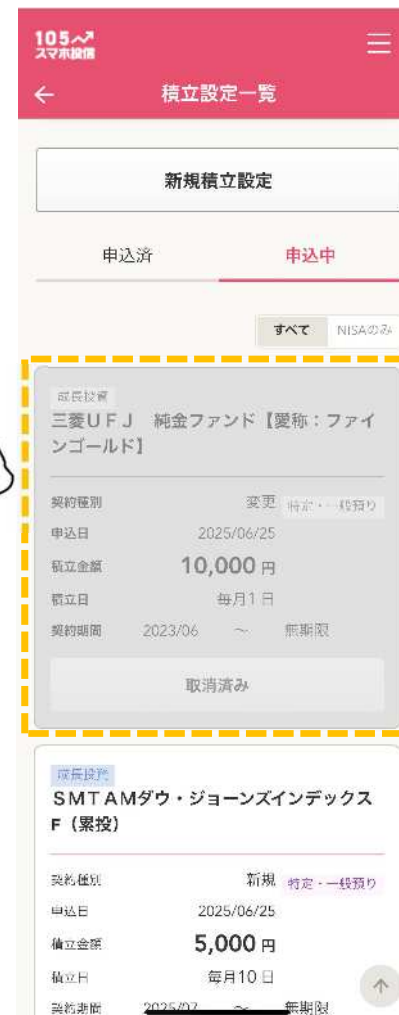 105
スマホ投信
積立設定一覧
新規積立設定
申込済 申込中
すべて NISAのみ
成長投資
三菱UFJ 純金ファンド【愛称:ファイ
ンゴールド】
契約種別 変更 特定・一般預り
申込日 2025/06/25
積立金額 10,000 円
積立日 毎月1日
契約期間 2023/06 ~ 無期限
取消済み
成長投資
SMTAMダウ・ジョーンズインデックス
F(累投)
契約種別 新規 特定・一般預り
申込日 2025/06/25
積立金額 5,000 円
積立日 毎月10日
契約期間 2025/07 ~ 無期限